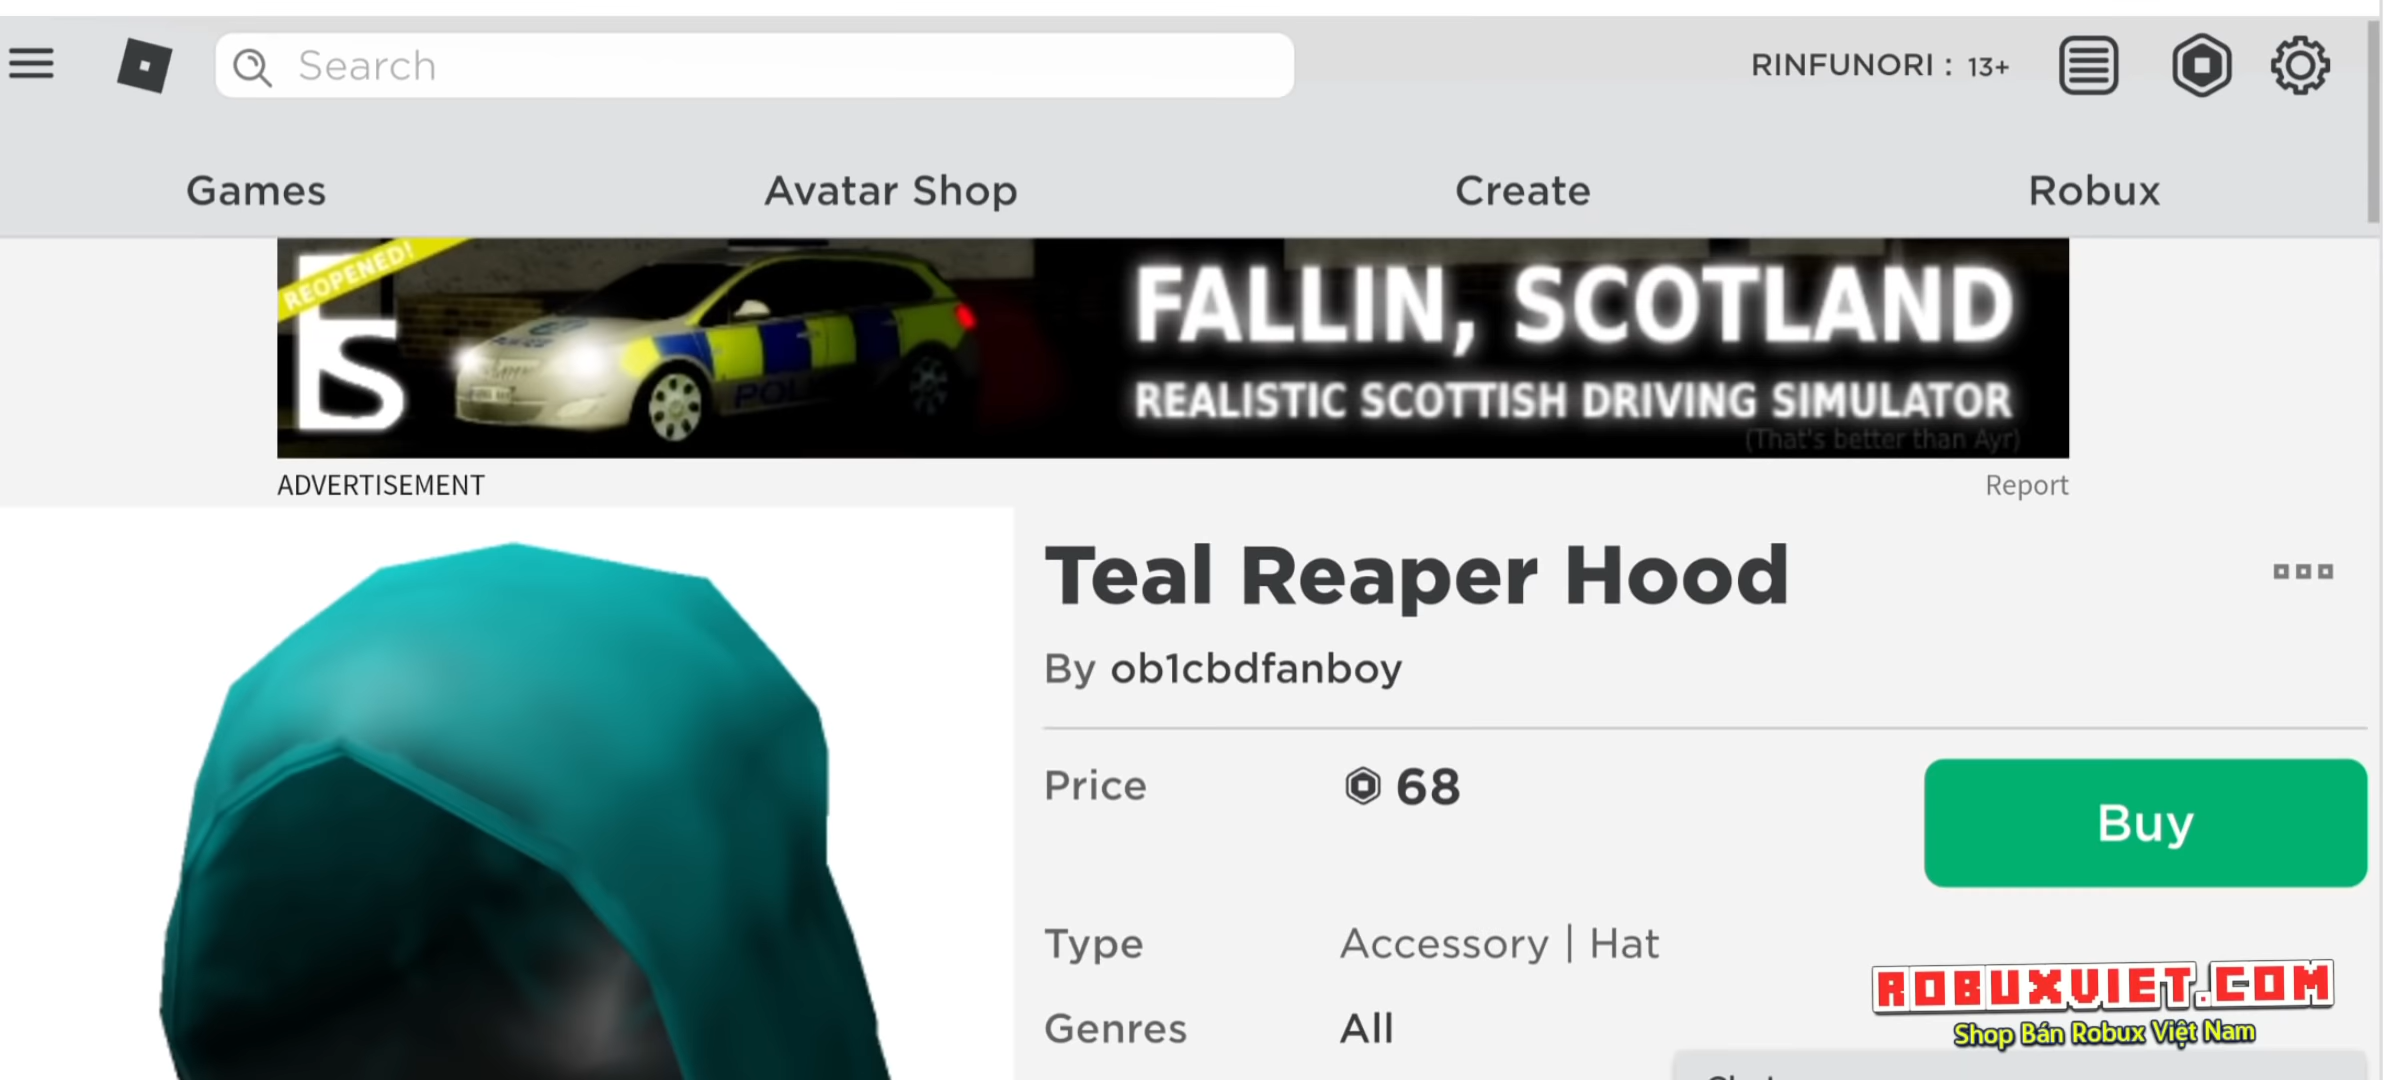 Search
RINFUNORI : 13+
Games
Avatar Shop
Create
Robux
REOPENED!
FALLIN, SCOTLAND
REALISTIC SCOTTISH DRIVING SIMULATOR
(That's better than Ayr)
ADVERTISEMENT
Report
Teal Reaper Hood
By ob1cbdfanboy
Price 68
Buy
Type Accessory | Hat
ROBUXVIET.COM
Shop Bán Robux Việt Nam
Genres All